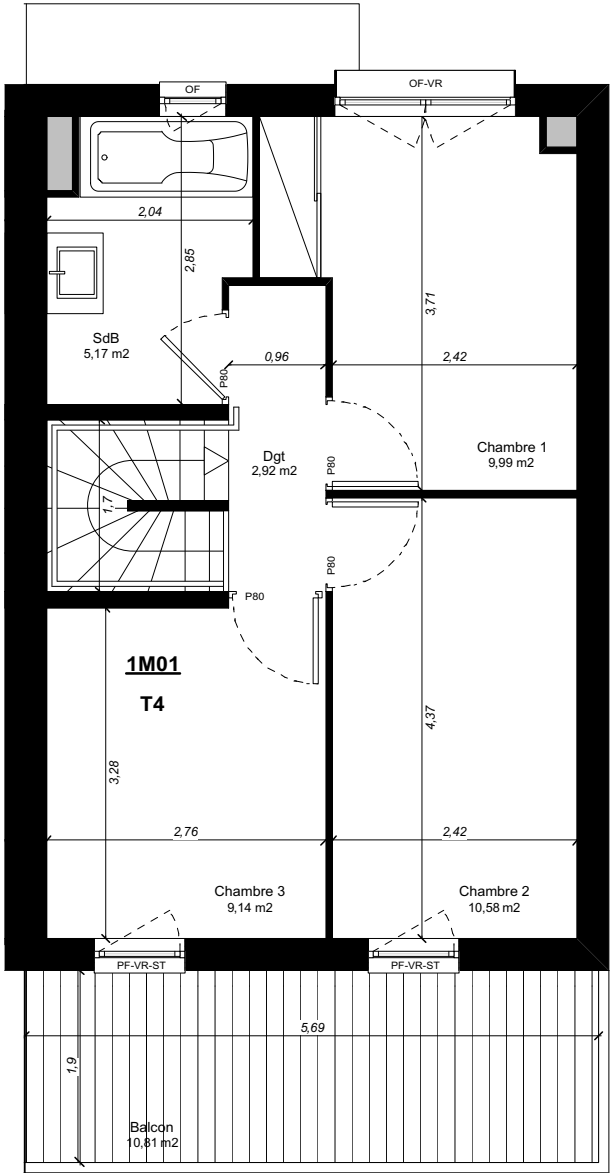 OF
OF-VR
2,04
2,85
3,71
SdB
5,17 m2
0,96
2,42
P80
Dgt
2,92 m2
P80
Chambre 1
9,99 m2
1,7
P80
P80
1M01
T4
4,37
3,28
2,76
2,42
Chambre 3
9,14 m2
Chambre 2
10,58 m2
PF-VR-ST
PF-VR-ST
5,69
1,9
Balcon
10,81 m2